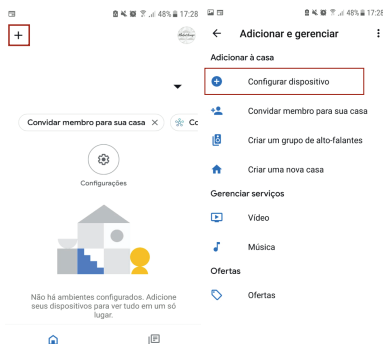 48% 17:28
Convidar membro para sua casa
Configurações
Não há ambientes configurados. Adicione
seus dispositivos para ver tudo em um só
lugar.
48% 17:28
Adicionar e gerenciar
Adicionar à casa
Configurar dispositivo
Convidar membro para sua casa
Criar um grupo de alto-falantes
Criar uma nova casa
Gerenciar serviços
Vídeo
Música
Ofertas
Ofertas